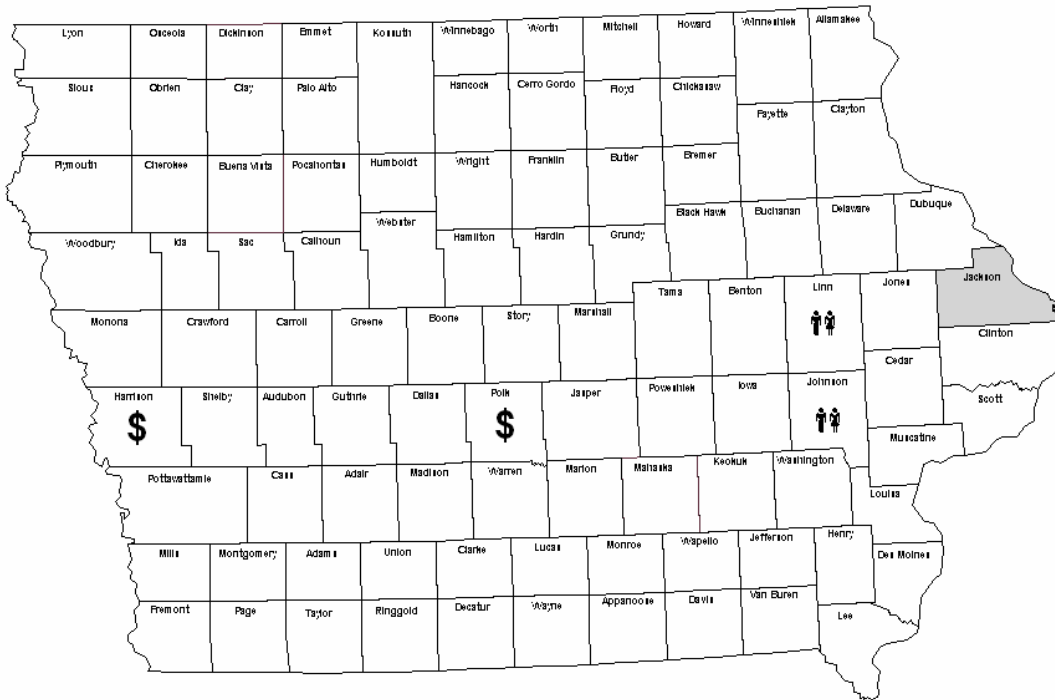 Lyon Osceola Dickinson Emmet Kossuth Winnebago Worth Mitchell Howard Winneshiek Allamakee
Sioux Obrien Clay Palo Alto Hancock Cerro Gordo Floyd Chickasaw
Fayette Clayton
Plymouth Cherokee Buena Vista Pocahontas Humboldt Wright Franklin Butler Bremer
Webster Black Hawk Buchanan Delaware Dubuque
Woodbury Ida Sac Calhoun Hamilton Hardin Grundy
Tama Benton Linn Jones Jackson
Monona Crawford Carroll Greene Boone Story Marshall Clinton
Cedar
Harrison Shelby Audubon Guthrie Dallas Polk Jasper Poweshiek Iowa Johnson Scott
$ $
Muscatine
Pottawattamie Cass Adair Madison Warren Marion Mahaska Keokuk Washington
Louisa
Mills Montgomery Adams Union Clarke Lucas Monroe Wapello Jefferson Henry Des Moines
Fremont Page Taylor Ringgold Decatur Wayne Appanoose Davis Van Buren Lee